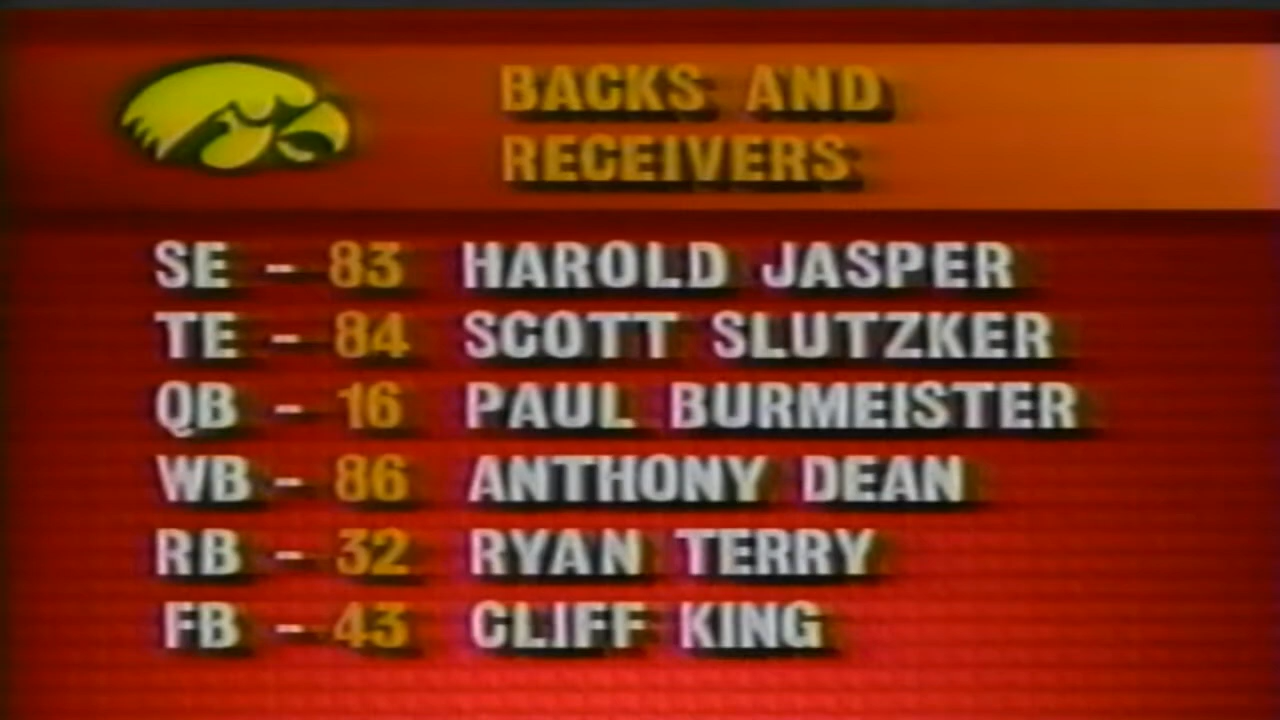 BACKS AND
RECEIVERS
SE - 83 HAROLD JASPER
TE - 84 SCOTT SLUTZKER
QB - 16 PAUL BURMEISTER
WB - 86 ANTHONY DEAN
RB - 32 RYAN TERRY
FB - 43 CLIFF KING